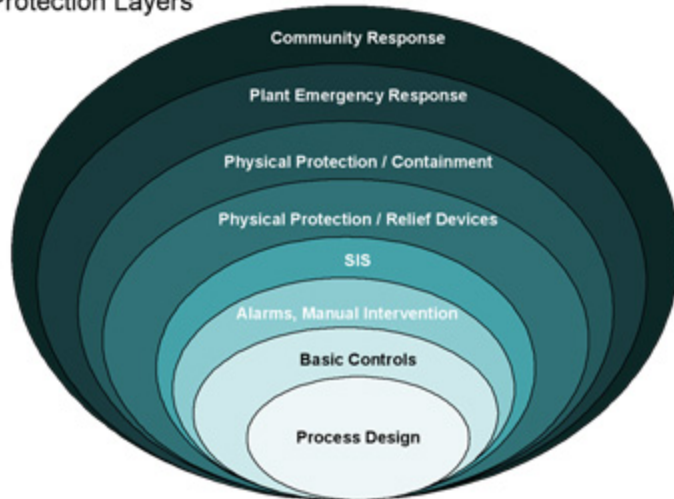 Protection Layers
Community Response
Plant Emergency Response
Physical Protection / Containment
Physical Protection / Relief Devices
SIS
Alarms, Manual Intervention
Basic Controls
Process Design